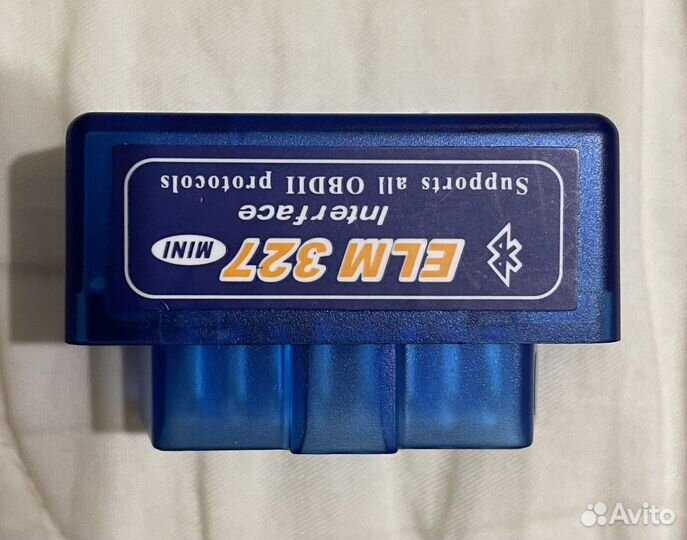 ELM 327 MINI
Interface
Supports all OBDII protocols
Avito